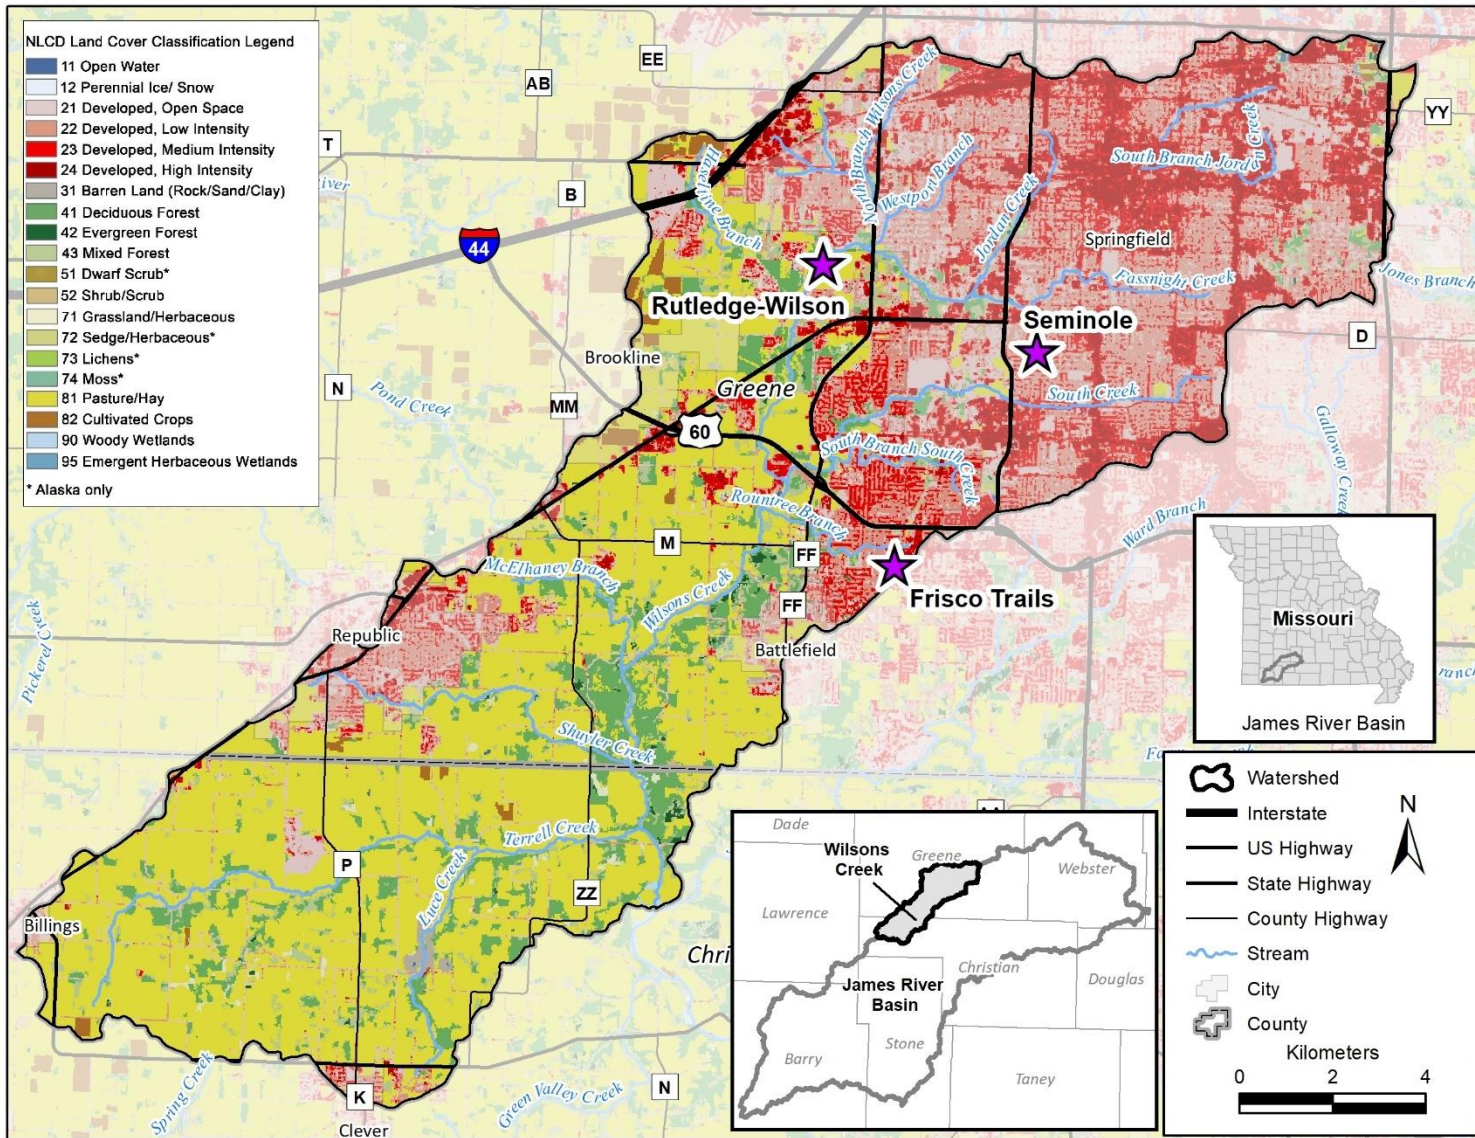 NLCD Land Cover Classification Legend
11 Open Water
12 Perennial Ice/ Snow
21 Developed, Open Space
22 Developed, Low Intensity
23 Developed, Medium Intensity
24 Developed, High Intensity
31 Barren Land (Rock/Sand/Clay)
41 Deciduous Forest
42 Evergreen Forest
43 Mixed Forest
51 Dwarf Scrub*
52 Shrub/Scrub
71 Grassland/Herbaceous
72 Sedge/Herbaceous*
73 Lichens*
74 Moss*
81 Pasture/Hay
82 Cultivated Crops
90 Woody Wetlands
95 Emergent Herbaceous Wetlands
* Alaska only
EE
AB
T
B
44
YY
North Branch Wilsons Creek
Haseltine Branch
Westport Branch
Jordan Creek
South Branch Jordon Creek
Springfield
Fassnight Creek
Jones Branch
Rutledge-Wilson
Seminole
D
Brookline
Greene
N
Pond Creek
MM
60
South Creek
South Branch South Creek
Galloway Creek
Rountree Branch
Ward Branch
M
FF
McElhaney Branch
Wilsons Creek
FF
Frisco Trails
Pickerel Creek
Republic
Battlefield
Shuyler Creek
Terrell Creek
P
Luce Creek
ZZ
Billings
Spring Creek
K
Clever
Green Valley Creek
N
Missouri
James River Basin
Dade
Wilsons
Creek
Greene
Webster
Lawrence
Christian
Douglas
James River
Basin
Barry
Stone
Taney
Watershed
Interstate
US Highway
State Highway
County Highway
Stream
City
County
N
Kilometers
0 2 4